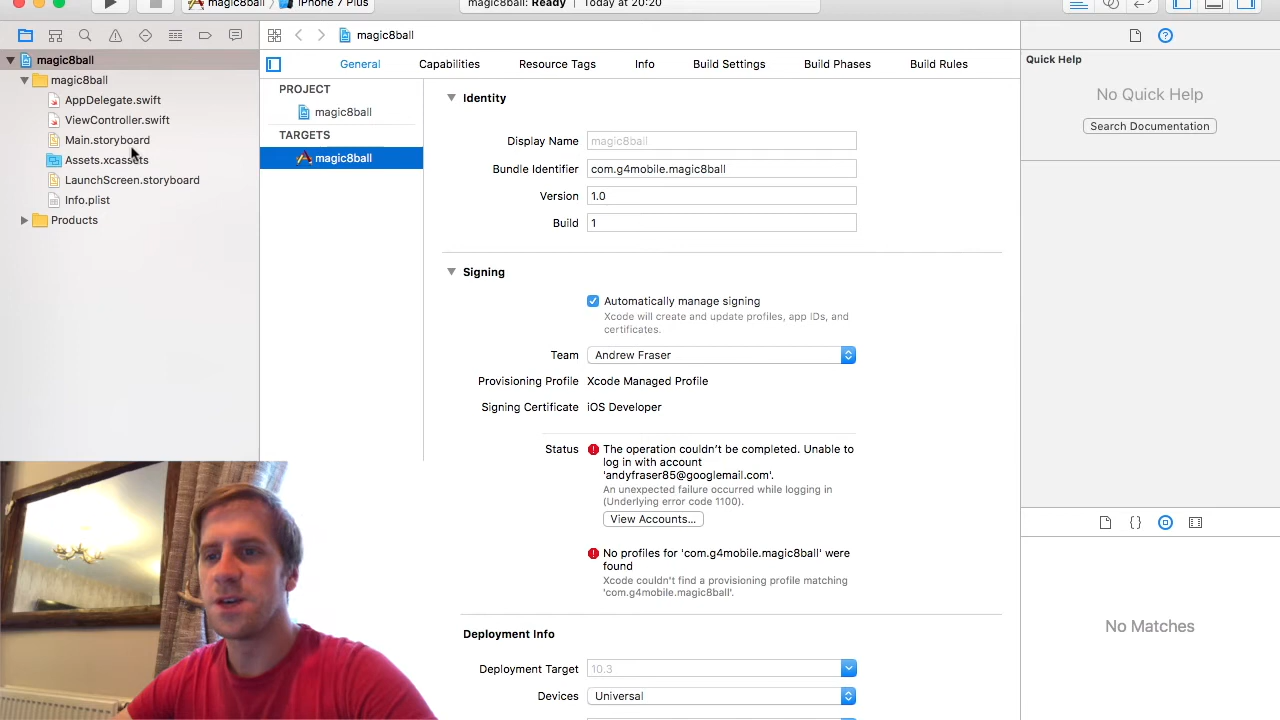 magic8ball
iPhone 7 Plus
magic8ball: Ready
Today at 20:20
magic8ball
magic8ball
AppDelegate.swift
ViewController.swift
Main.storyboard
Assets.xcassets
LaunchScreen.storyboard
Info.plist
Products
magic8ball
General
Capabilities
Resource Tags
Info
Build Settings
Build Phases
Build Rules
PROJECT
magic8ball
TARGETS
magic8ball
Identity
Display Name
magic8ball
Bundle Identifier
com.g4mobile.magic8ball
Version
1.0
Build
1
Signing
Automatically manage signing
Xcode will create and update profiles, app IDs, and
certificates.
Team
Andrew Fraser
Provisioning Profile
Xcode Managed Profile
Signing Certificate
iOS Developer
Status
The operation couldn't be completed. Unable to
log in with account
'andyfraser85@googlemail.com'.
An unexpected failure occurred while logging in
(Underlying error code 1100).
View Accounts...
No profiles for 'com.g4mobile.magic8ball' were
found
Xcode couldn't find a provisioning profile matching
'com.g4mobile.magic8ball'.
Deployment Info
Deployment Target
10.3
Devices
Universal
Quick Help
No Quick Help
Search Documentation
No Matches